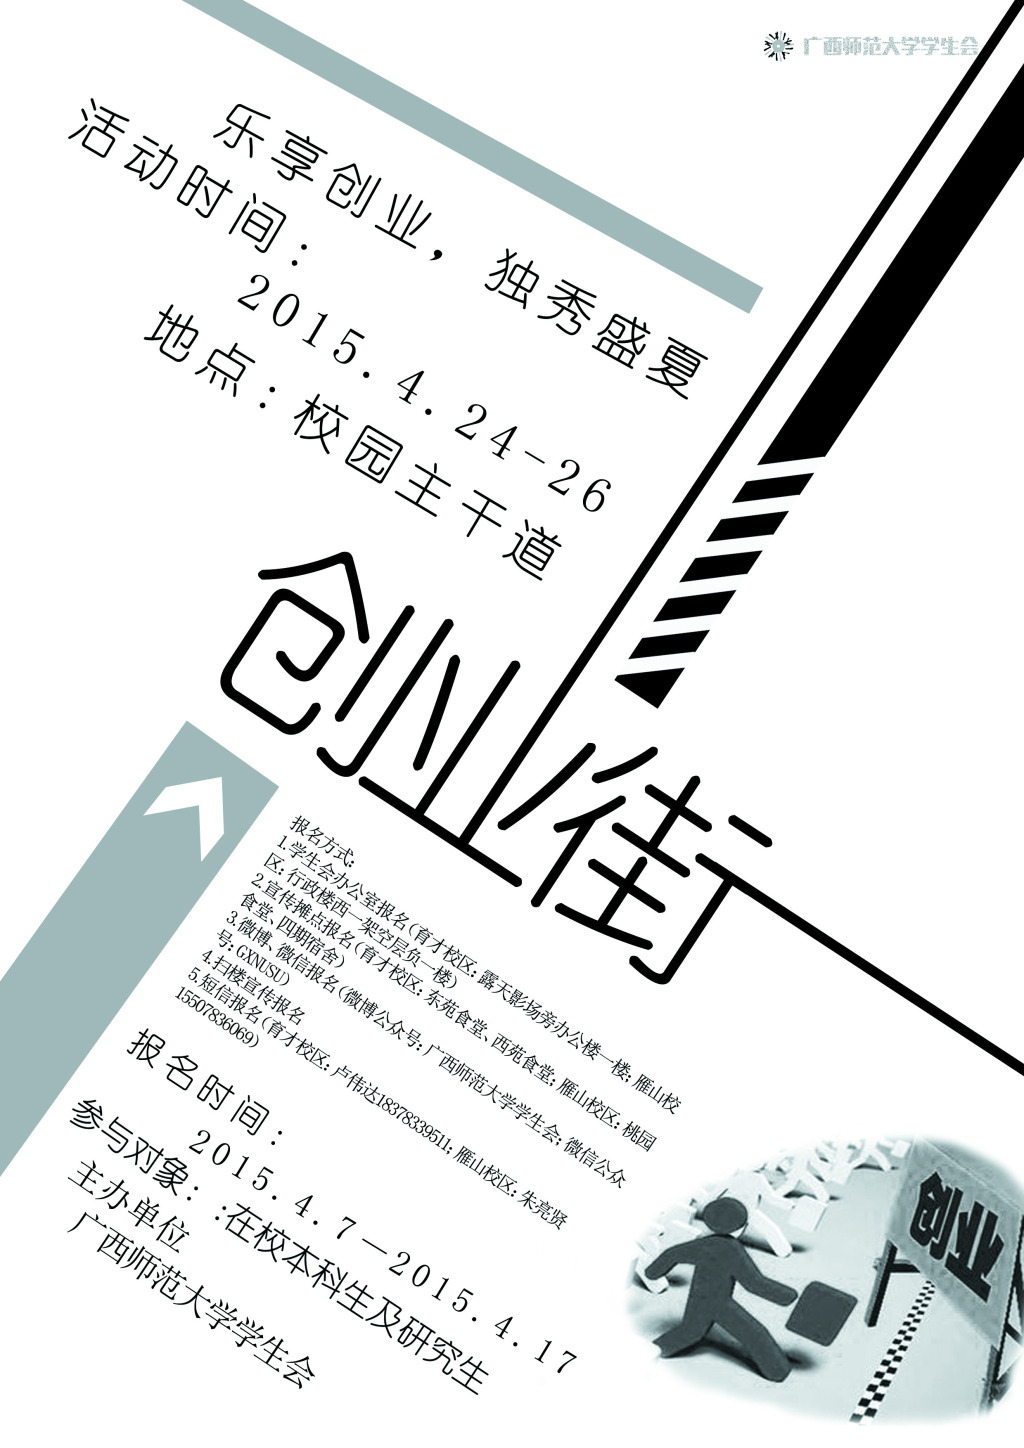 广西师范大学学生会
乐享创业，独秀盛夏
活动时间：
2015.4.24-26
地点：校园主干道
创业街
报名方式：
1.学生会办公室报名（育才校区：露天影场旁办公楼一楼；雁山校
区：行政楼西一架空层负一楼）
2.宣传摊点报名（育才校区：东苑食堂、西苑食堂；雁山校区：桃园
食堂、四期宿舍）
3.微博、微信报名（微博公众号：广西师范大学学生会；微信公众
号：GXNUSU）
4.扫楼宣传报名
5.短信报名（育才校区：卢伟达18378339511；雁山校区：朱亮贤
15507836069）
报名时间：
2015.4.7—2015.4.17
参与对象：:在校本科生及研究生
主办单位
广西师范大学学生会
创业